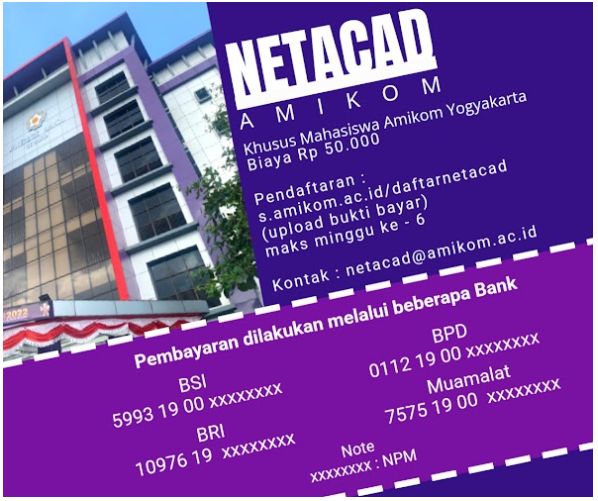 NETACAD
AMIKOM
Khusus Mahasiswa Amikom Yogyakarta
Biaya Rp 50.000
Pendaftaran :
s.amikom.ac.id/daftarnetacad
(upload bukti bayar)
maks minggu ke - 6
Kontak : netacad@amikom.ac.id
2022
Pembayaran dilakukan melalui beberapa Bank
BSI
5993 19 00 xxxxxxxx
BRI
10976 19 xxxxxxxx
BPD
0112 19 00 xxxxxxxx
Muamalat
7575 19 00 xxxxxxxx
Note
xxxxxxxx : NPM